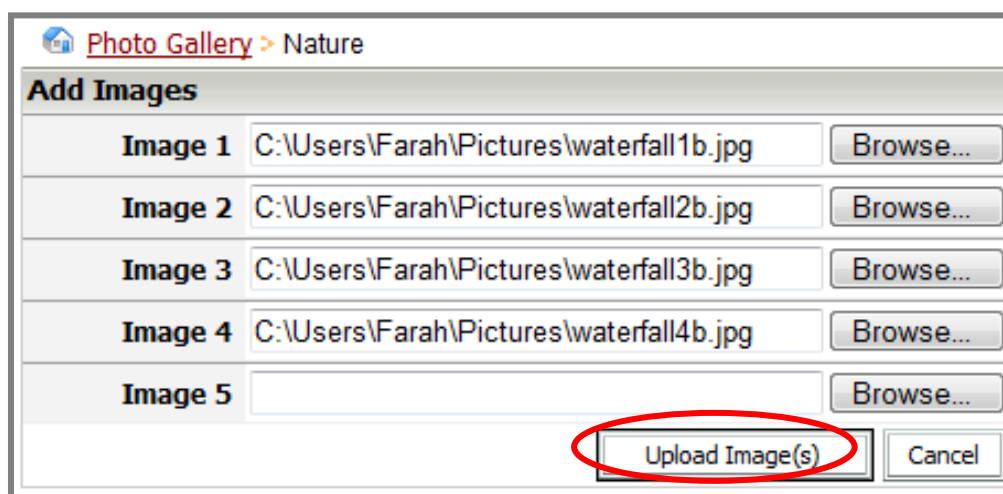 Photo Gallery > Nature
Add Images
Image 1 C:\Users\Farah\Pictures\waterfall1b.jpg Browse...
Image 2 C:\Users\Farah\Pictures\waterfall2b.jpg Browse...
Image 3 C:\Users\Farah\Pictures\waterfall3b.jpg Browse...
Image 4 C:\Users\Farah\Pictures\waterfall4b.jpg Browse...
Image 5 Browse...
Upload Image(s) Cancel